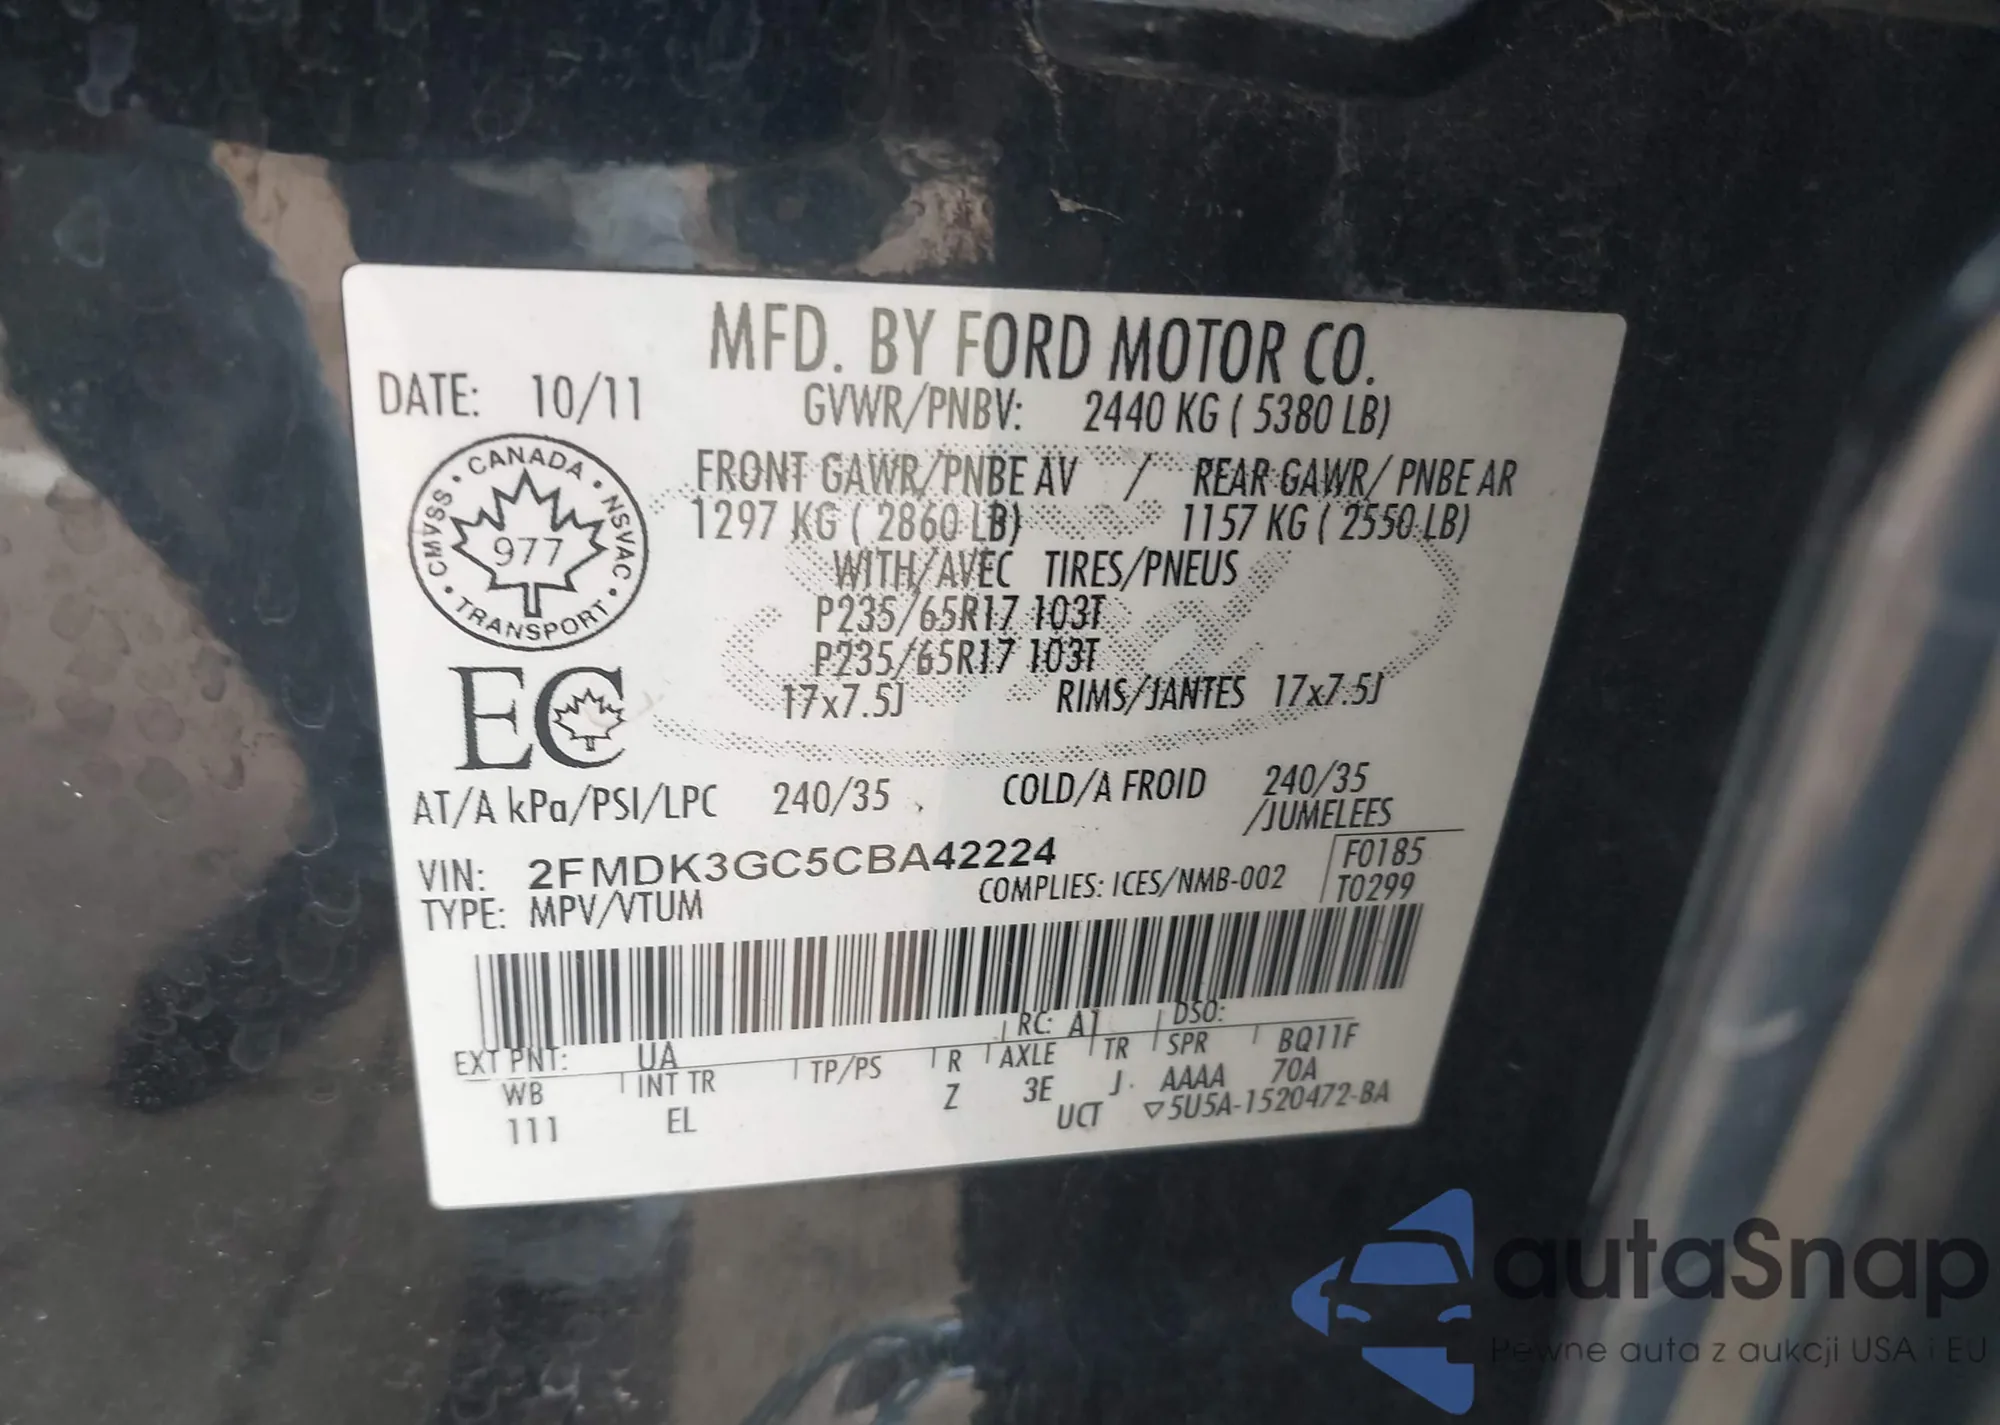 MFD. BY FORD MOTOR CO.
DATE: 10/11
GVWR/PNBV: 2440 KG ( 5380 LB)
CANADA
CMVSS
NSVAC
977
TRANSPORT
FRONT GAWR/PNBE AV / REAR GAWR/ PNBE AR
1297 KG ( 2860 LB) 1157 KG ( 2550 LB)
WITH/AVEC TIRES/PNEUS
P235/65R17 103T
P235/65R17 103T
17x7.5J RIMS/JANTES 17x7.5J
EC
AT/A kPa/PSI/LPC 240/35 COLD/A FROID 240/35
/JUMELEES
VIN: 2FMDK3GC5CBA42224
F0185
TYPE: MPV/VTUM COMPLIES: ICES/NMB-002
T0299
EXT PNT: UA RC: A1 DSO:
WB INT TR TP/PS R AXLE TR SPR BQ11F
111 EL Z 3E J AAAA 70A
UCT 5U5A-1520472-BA
autaSnap
Pewne auta z aukcji USA i EU